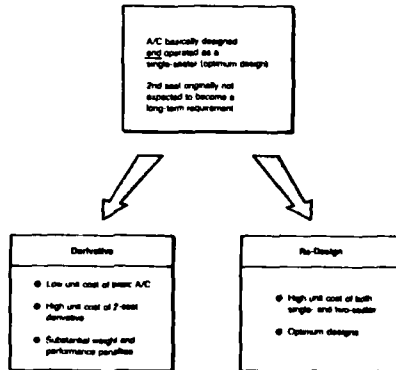 A/C basically designed
and operated as a
single-seater (optimum design)
2nd seat originally not
expected to become a
long-term requirement
Derivative
Low unit cost of basic A/C
High unit cost of 2-seat
derivative
Substantial weight and
performance penalties
Re-Design
High unit cost of both
single- and two-seater
Optimum designs